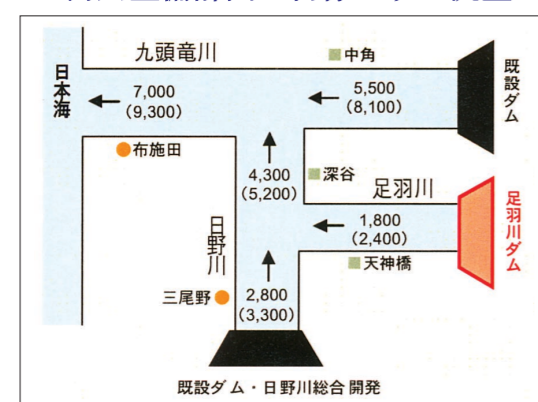 九頭竜川
中角
日本海
既設ダム
7,000
(9,300)
5,500
(8,100)
布施田
4,300
(5,200)
深谷
足羽川
1,800
(2,400)
足羽川ダム
日野川
天神橋
三尾野
2,800
(3,300)
既設ダム・日野川総合開発